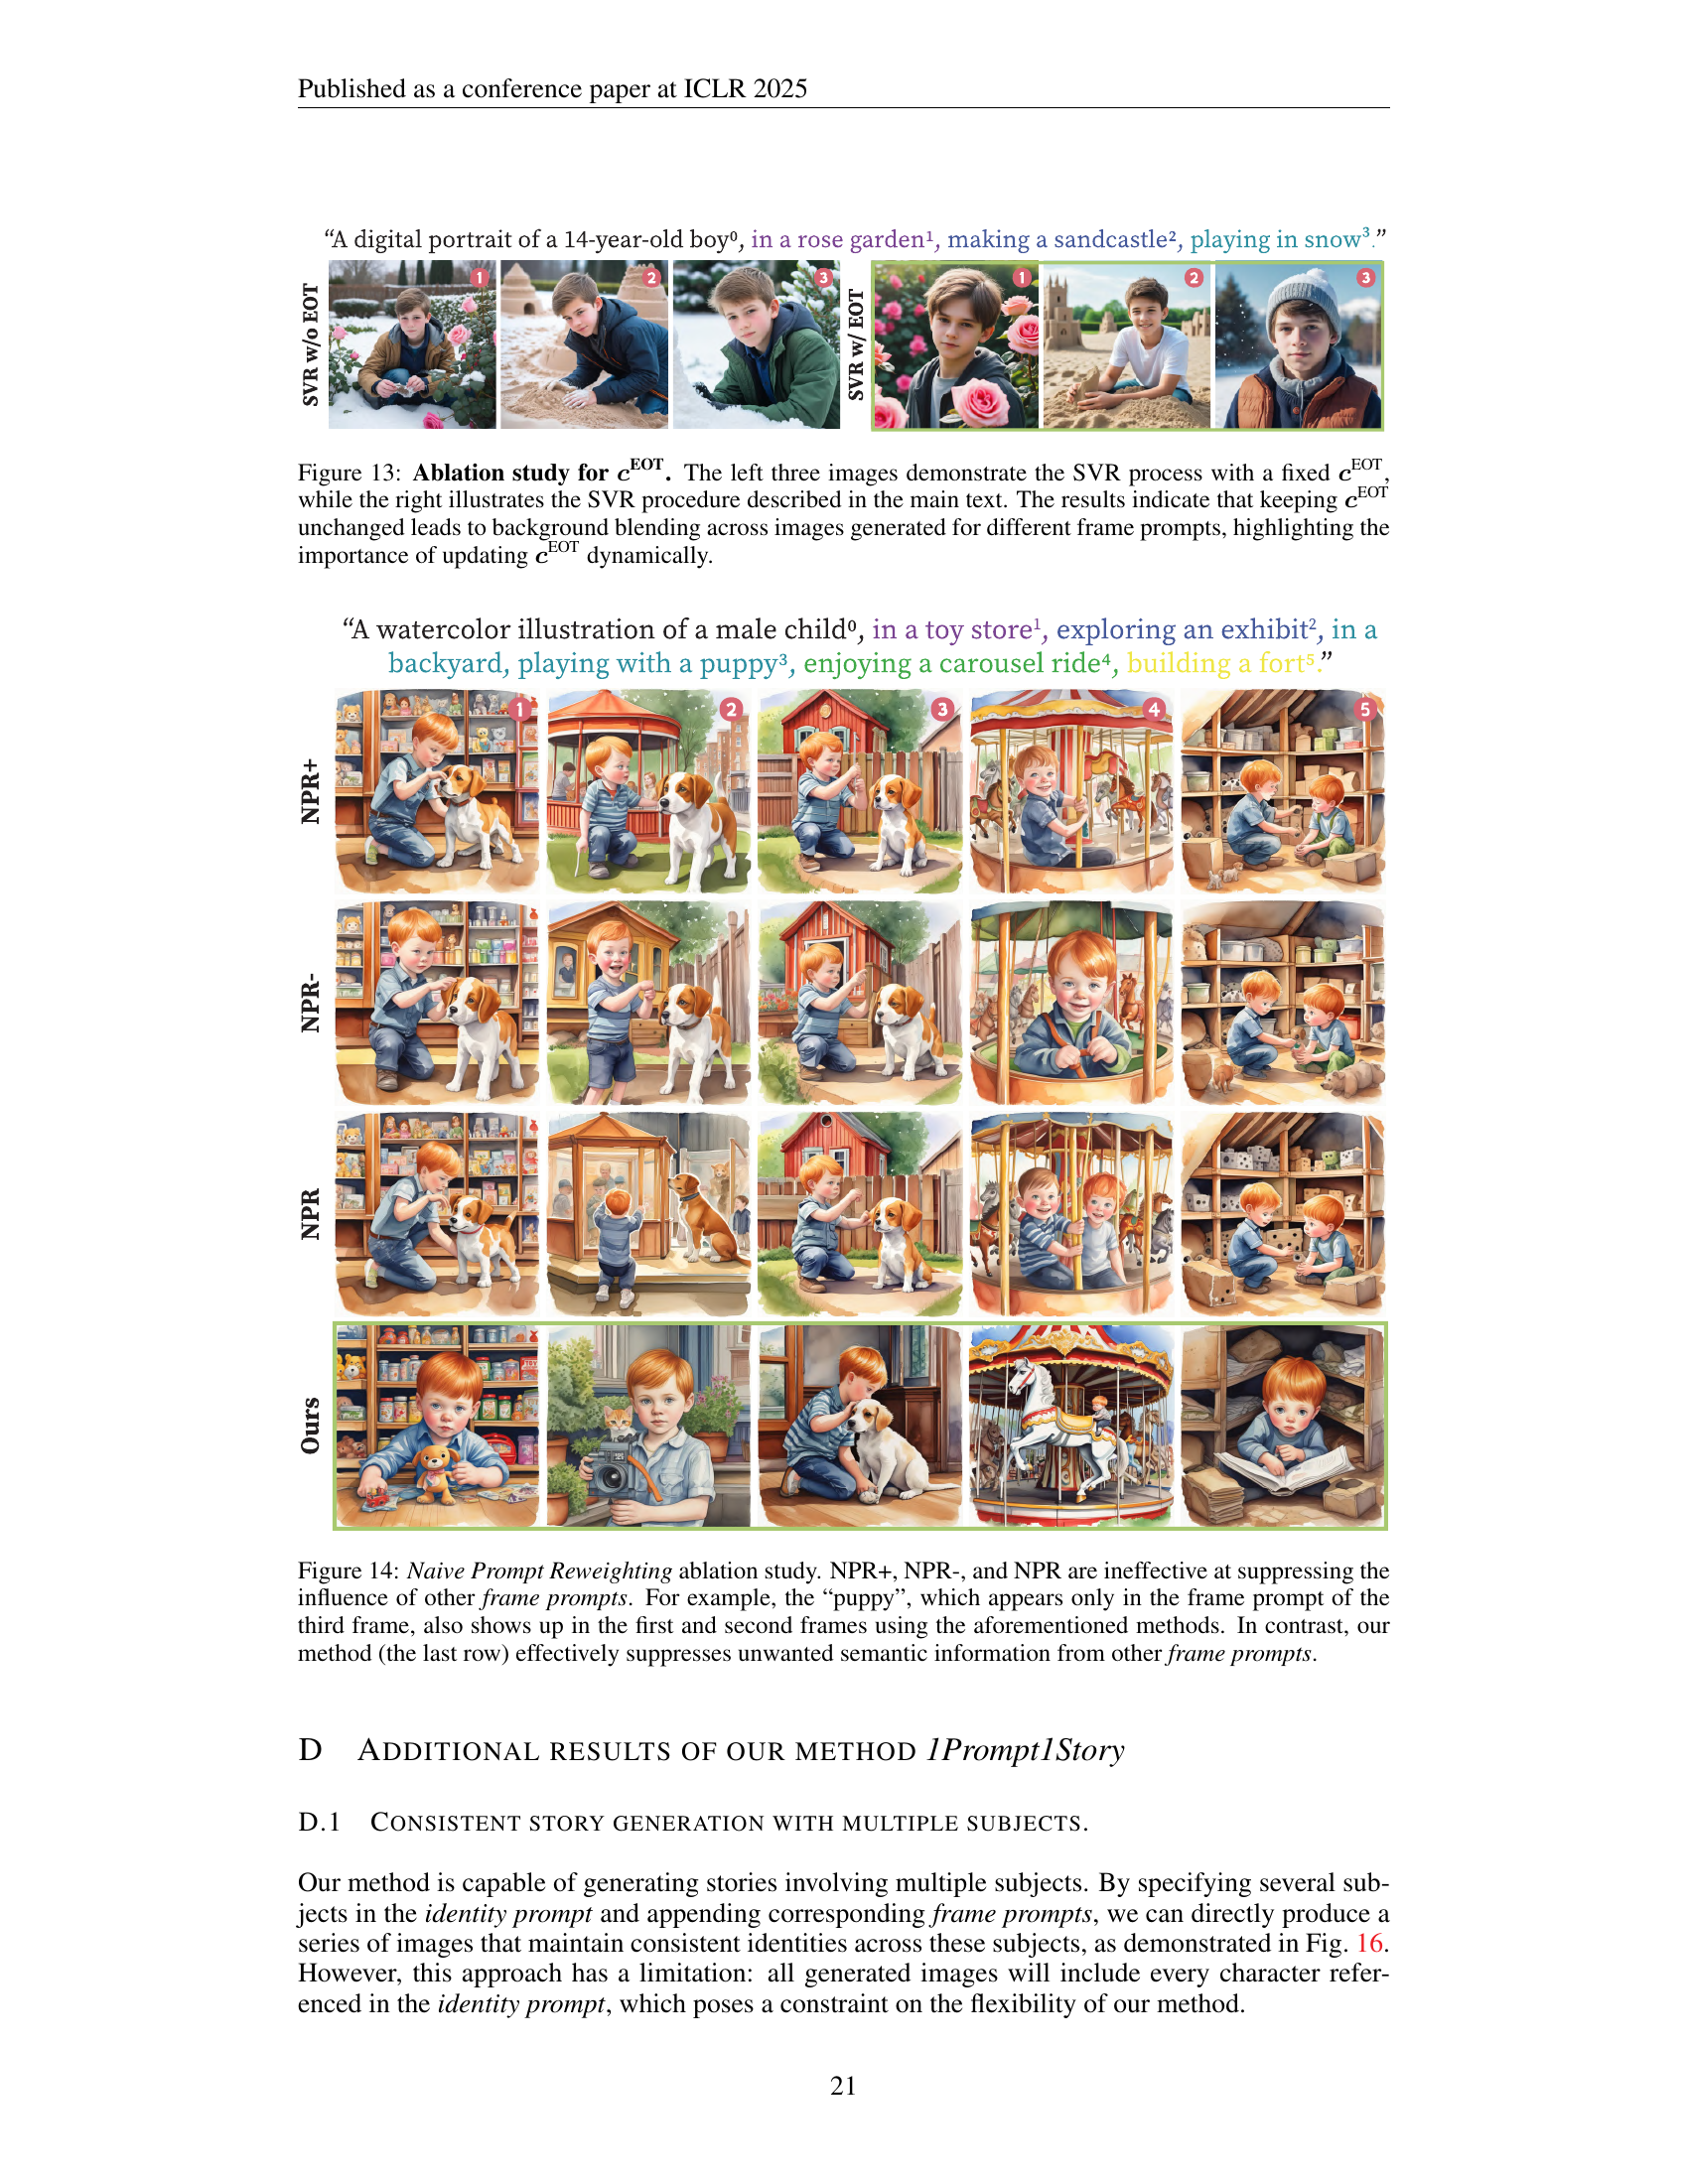 Published as a conference paper at ICLR 2025
“A digital portrait of a 14-year-old boy⁰, in a rose garden¹, making a sandcastle², playing in snow³.”
SVR w/o EOT
1
2
3
SVR w/ EOT
1
2
3
Figure 13: Ablation study for c^EOT. The left three images demonstrate the SVR process with a fixed c^EOT,
while the right illustrates the SVR procedure described in the main text. The results indicate that keeping c^EOT
unchanged leads to background blending across images generated for different frame prompts, highlighting the
importance of updating c^EOT dynamically.
“A watercolor illustration of a male child⁰, in a toy store¹, exploring an exhibit², in a
backyard, playing with a puppy³, enjoying a carousel ride⁴, building a fort⁵.”
NPR+
1
2
3
4
5
NPR-
NPR
Ours
Figure 14: Naive Prompt Reweighting ablation study. NPR+, NPR-, and NPR are ineffective at suppressing the
influence of other frame prompts. For example, the “puppy”, which appears only in the frame prompt of the
third frame, also shows up in the first and second frames using the aforementioned methods. In contrast, our
method (the last row) effectively suppresses unwanted semantic information from other frame prompts.
D ADDITIONAL RESULTS OF OUR METHOD 1Prompt1Story
D.1 CONSISTENT STORY GENERATION WITH MULTIPLE SUBJECTS.
Our method is capable of generating stories involving multiple subjects. By specifying several sub-
jects in the identity prompt and appending corresponding frame prompts, we can directly produce a
series of images that maintain consistent identities across these subjects, as demonstrated in Fig. 16.
However, this approach has a limitation: all generated images will include every character refer-
enced in the identity prompt, which poses a constraint on the flexibility of our method.
21